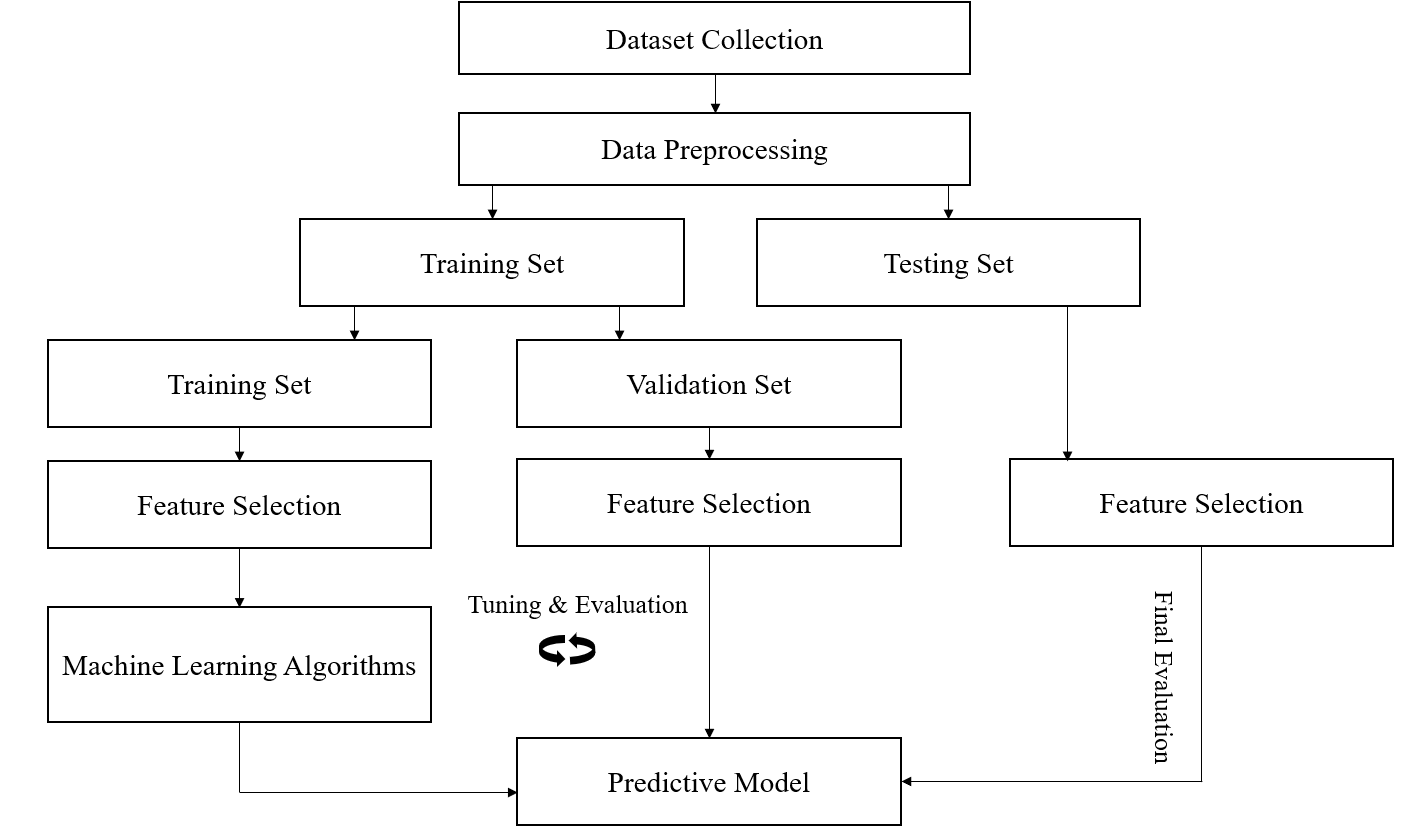 Dataset Collection
Data Preprocessing
Training Set
Testing Set
Training Set
Validation Set
Feature Selection
Feature Selection
Feature Selection
Tuning & Evaluation
Machine Learning Algorithms
Final Evaluation
Predictive Model